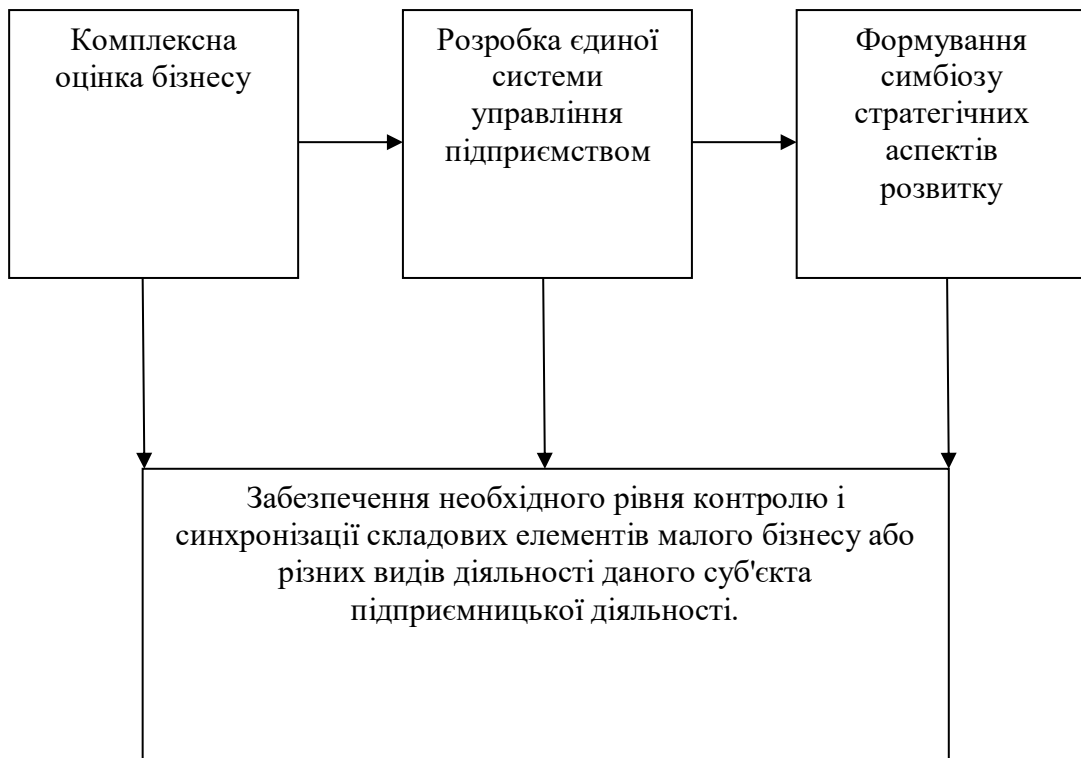 Комплексна
оцінка бізнесу
Розробка єдиної
системи
управління
підприємством
Формування
симбіозу
стратегічних
аспектів
розвитку
Забезпечення необхідного рівня контролю і
синхронізації складових елементів малого бізнесу або
різних видів діяльності даного суб'єкта
підприємницької діяльності.